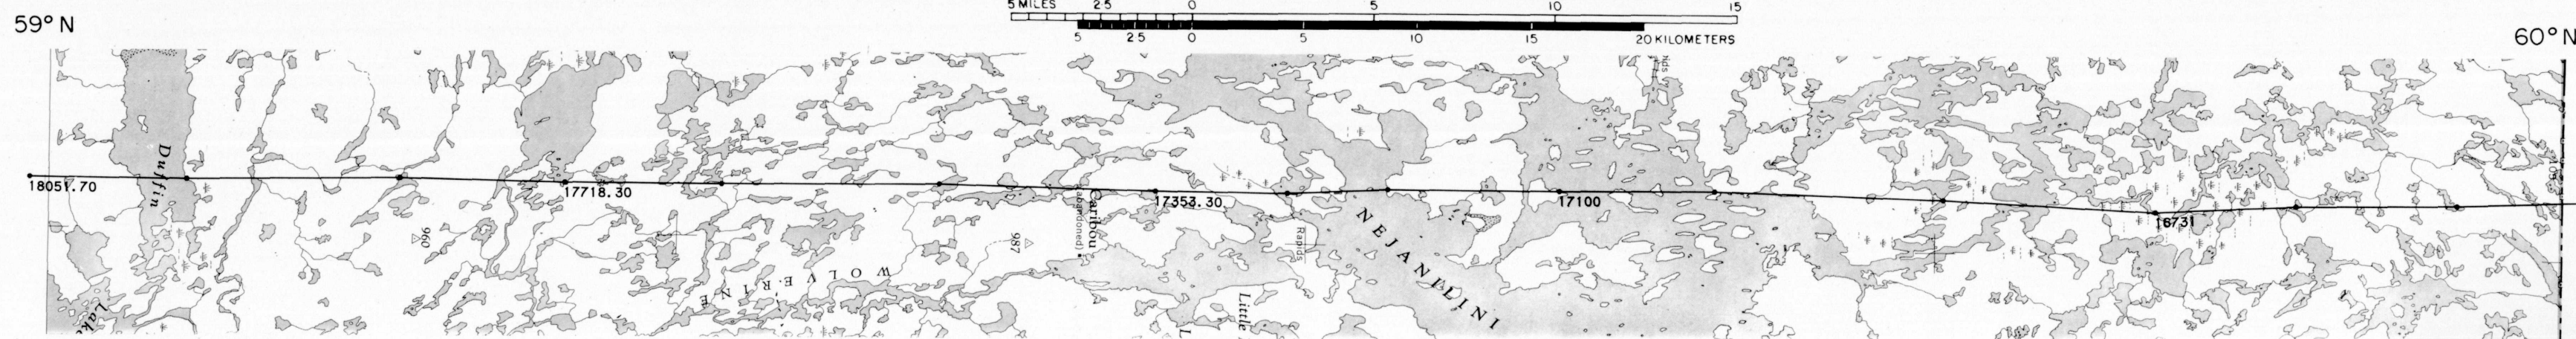 5 MILES 2.5 0 5 10 15
59° N
60° N
5 2.5 0 5 10 15 20 KILOMETERS
Duffin
18051.70
17718.30
17353.30
17100
16731
Caribou
(abandoned)
960
987
Rapids
NEJANILINI
WOLVERINE
Little
L
Lake